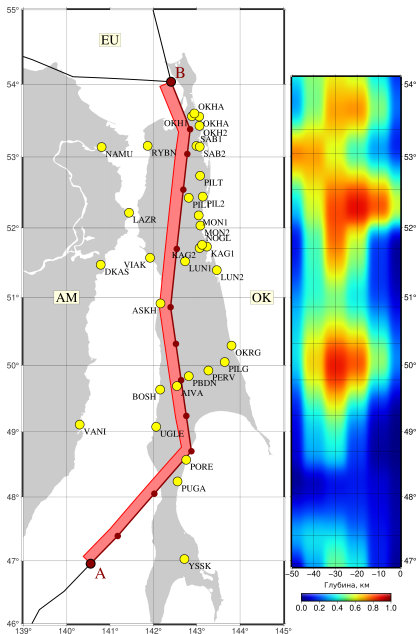 55°
54°
53°
52°
51°
50°
49°
48°
47°
46°
139°
140°
141°
142°
143°
144°
145°
EU
AM
OK
B
A
OKHA
OKH1
OKHA
OKH2
SAB1
SAB2
NAMU
RYBN
PILT
PIL2
LAZR
MON1
MON2
NOGL
KAG2
KAG1
VIAK
LUN1
LUN2
DKAS
ASKH
OKRG
PILG
PERV
PBDN
AIVA
BOSH
VANI
UGLE
PORE
PUGA
YSSK
54°
53°
52°
51°
50°
49°
48°
47°
−50 −40 −30 −20 −10 0
Глубина, км
0.0 0.2 0.4 0.6 0.8 1.0